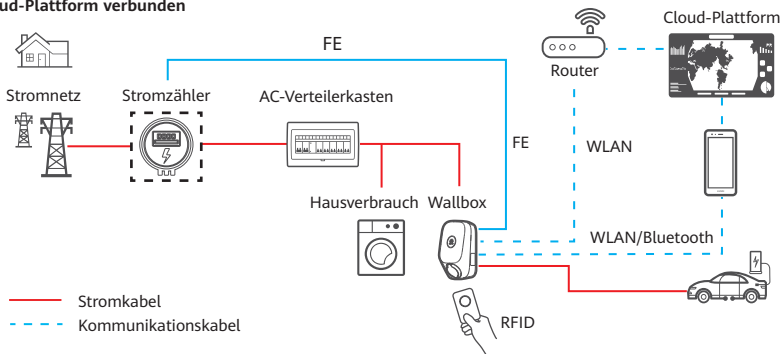 ud-Plattform verbunden
Cloud-Plattform
FE
Router
Stromnetz
Stromzähler
AC-Verteilerkasten
FE
WLAN
Hausverbrauch
Wallbox
WLAN/Bluetooth
Stromkabel
RFID
Kommunikationskabel